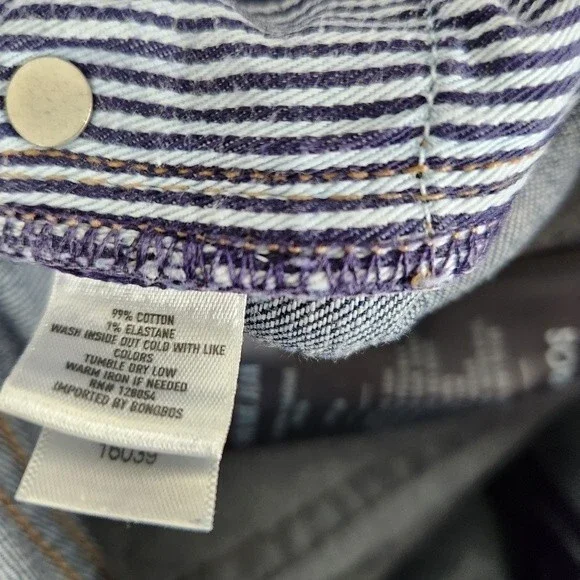 99% COTTON
1% ELASTANE
WASH INSIDE OUT COLD WITH LIKE
COLORS
TUMBLE DRY LOW
WARM IRON IF NEEDED
RN# 128054
IMPORTED BY BONOBOS
16039